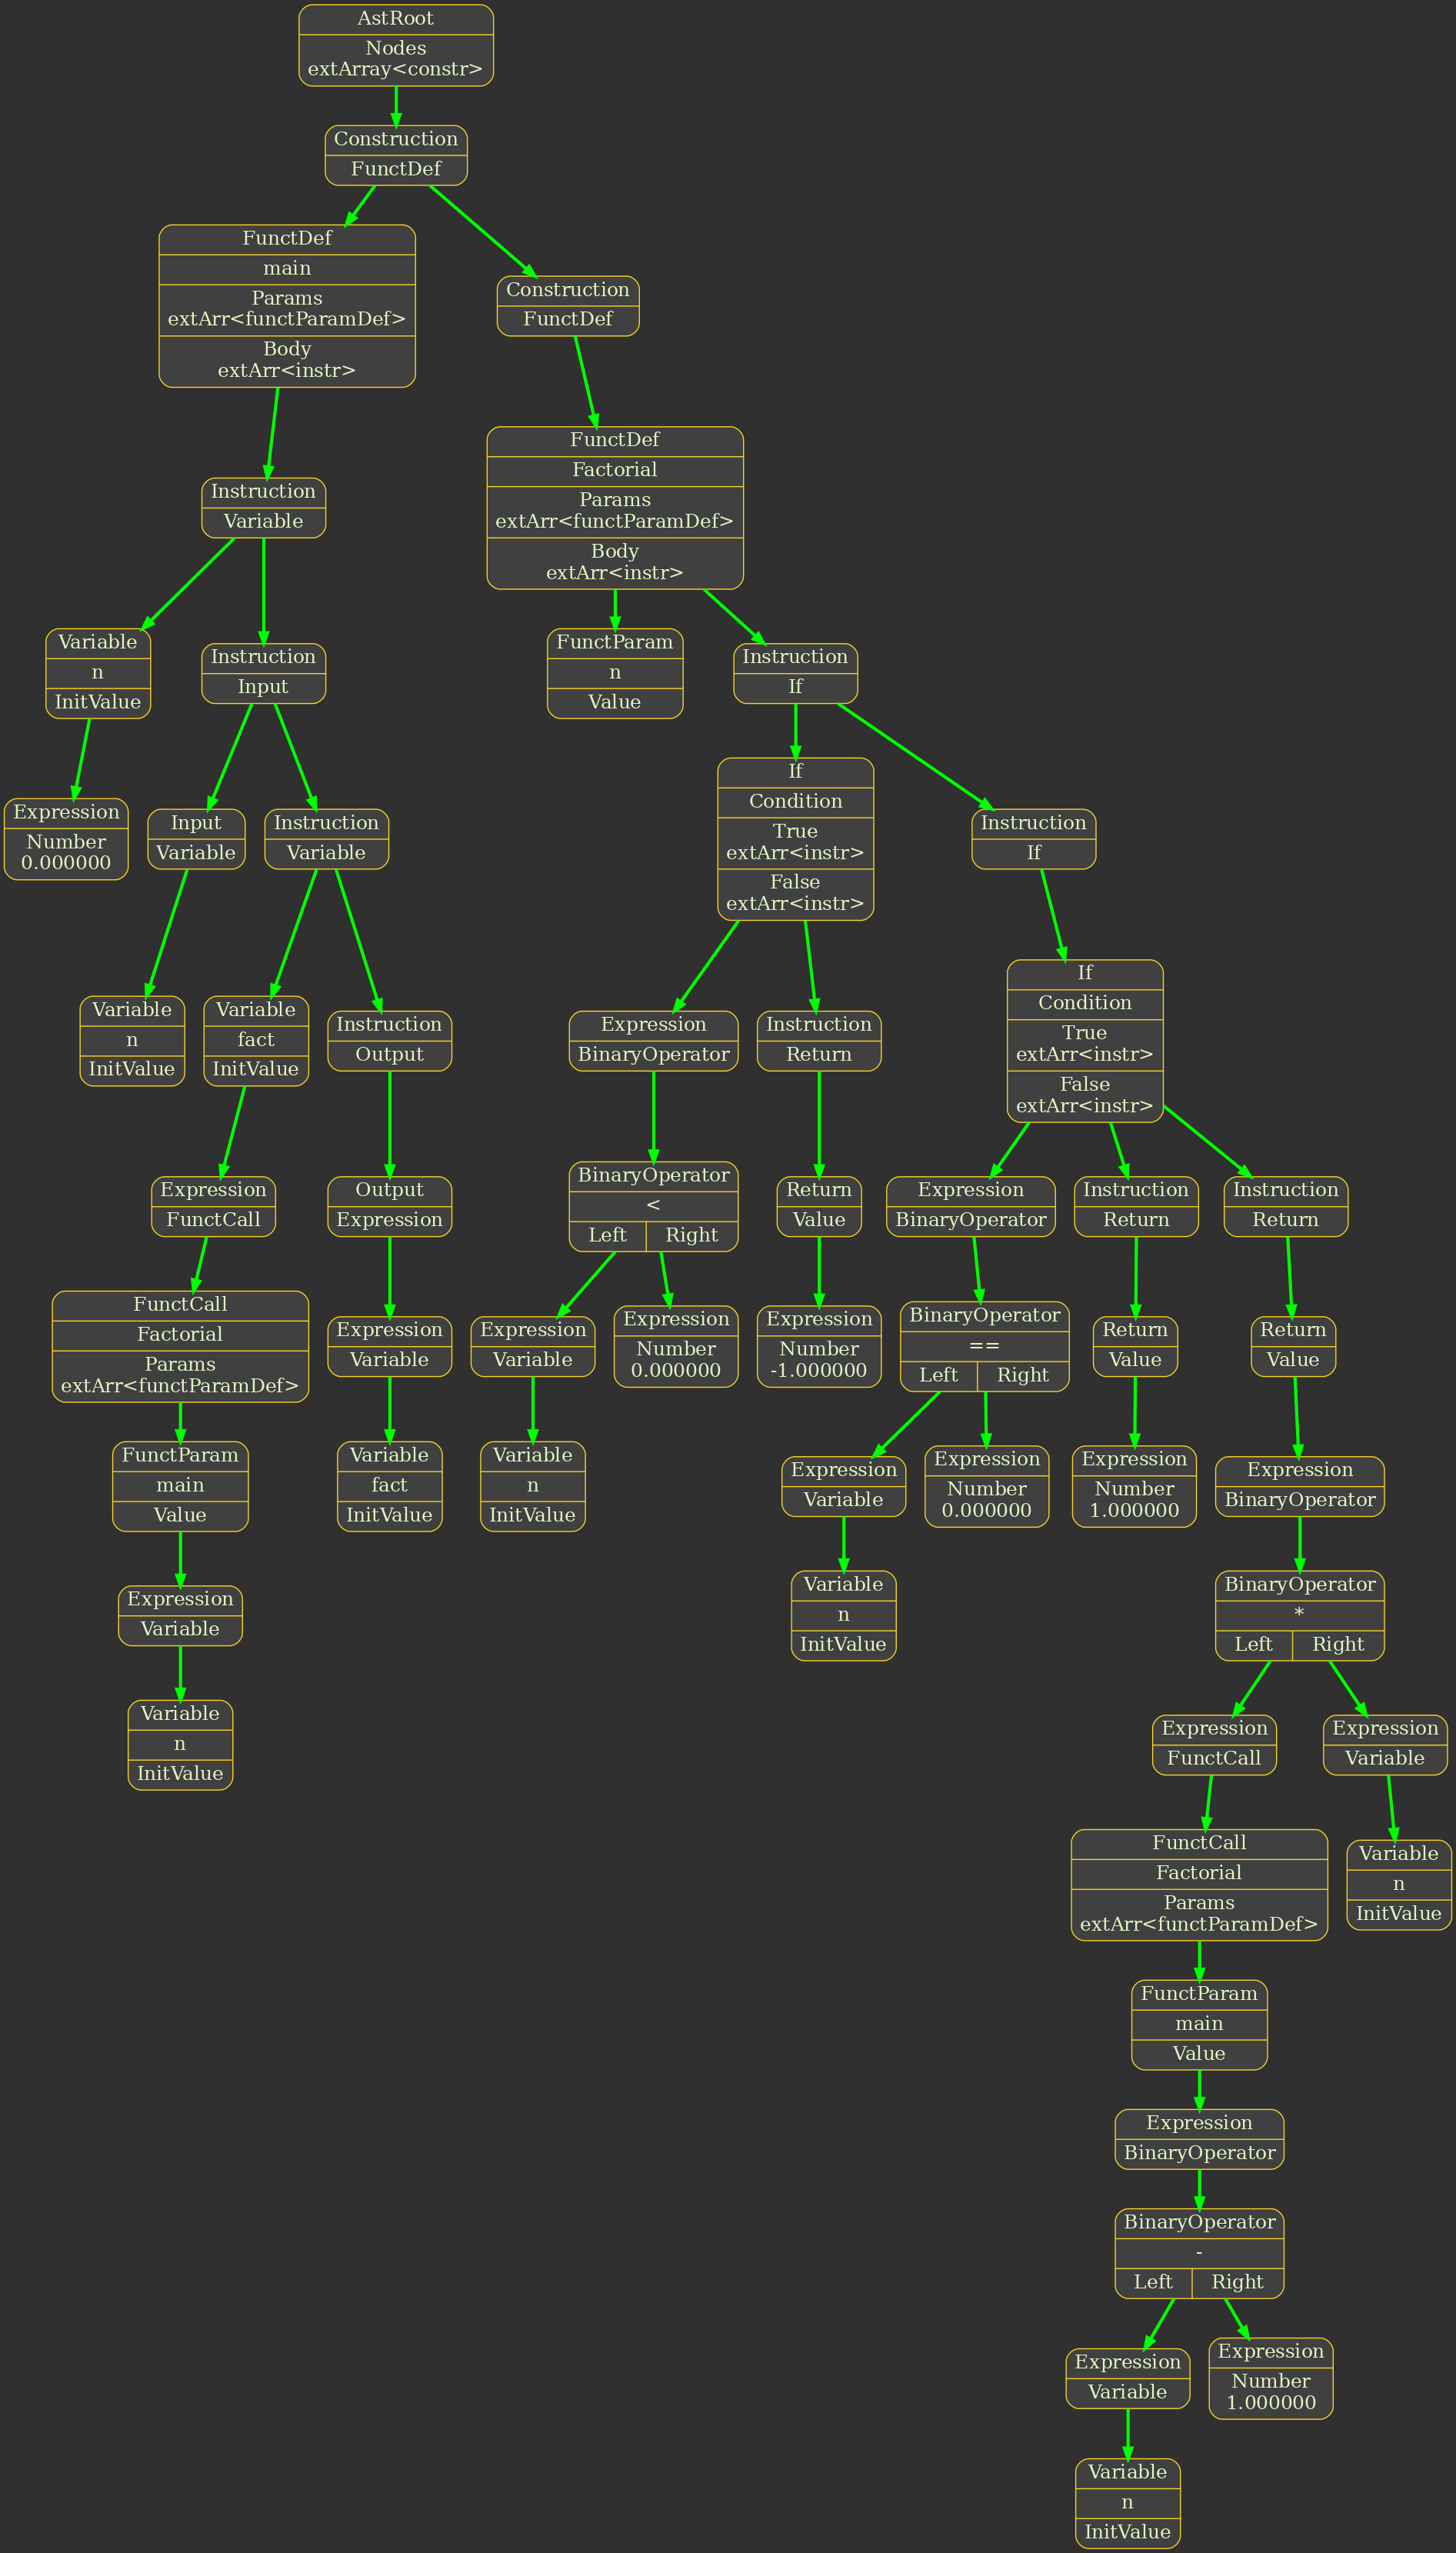 AstRoot
Nodes
extArray<constr>
Construction
FunctDef
FunctDef
main
Params
extArr<functParamDef>
Body
extArr<instr>
Construction
FunctDef
FunctDef
Factorial
Params
extArr<functParamDef>
Body
extArr<instr>
Instruction
Variable
Variable
n
InitValue
Instruction
Input
FunctParam
n
Value
Instruction
If
Expression
Number
0.000000
Input
Variable
Instruction
Variable
If
Condition
True
extArr<instr>
False
extArr<instr>
Instruction
If
Variable
n
InitValue
Variable
fact
InitValue
Instruction
Output
Expression
BinaryOperator
Instruction
Return
If
Condition
True
extArr<instr>
False
extArr<instr>
Expression
FunctCall
Output
Expression
BinaryOperator
<
Left
Right
Return
Value
Expression
BinaryOperator
Instruction
Return
Instruction
Return
FunctCall
Factorial
Params
extArr<functParamDef>
Expression
Variable
Expression
Variable
Expression
Number
0.000000
Expression
Number
-1.000000
BinaryOperator
==
Left
Right
Return
Value
Return
Value
FunctParam
main
Value
Variable
fact
InitValue
Variable
n
InitValue
Expression
Variable
Expression
Number
0.000000
Expression
Number
1.000000
Expression
BinaryOperator
Expression
Variable
Variable
n
InitValue
BinaryOperator
*
Left
Right
Variable
n
InitValue
Expression
FunctCall
Expression
Variable
FunctCall
Factorial
Params
extArr<functParamDef>
Variable
n
InitValue
FunctParam
main
Value
Expression
BinaryOperator
BinaryOperator
-
Left
Right
Expression
Variable
Expression
Number
1.000000
Variable
n
InitValue